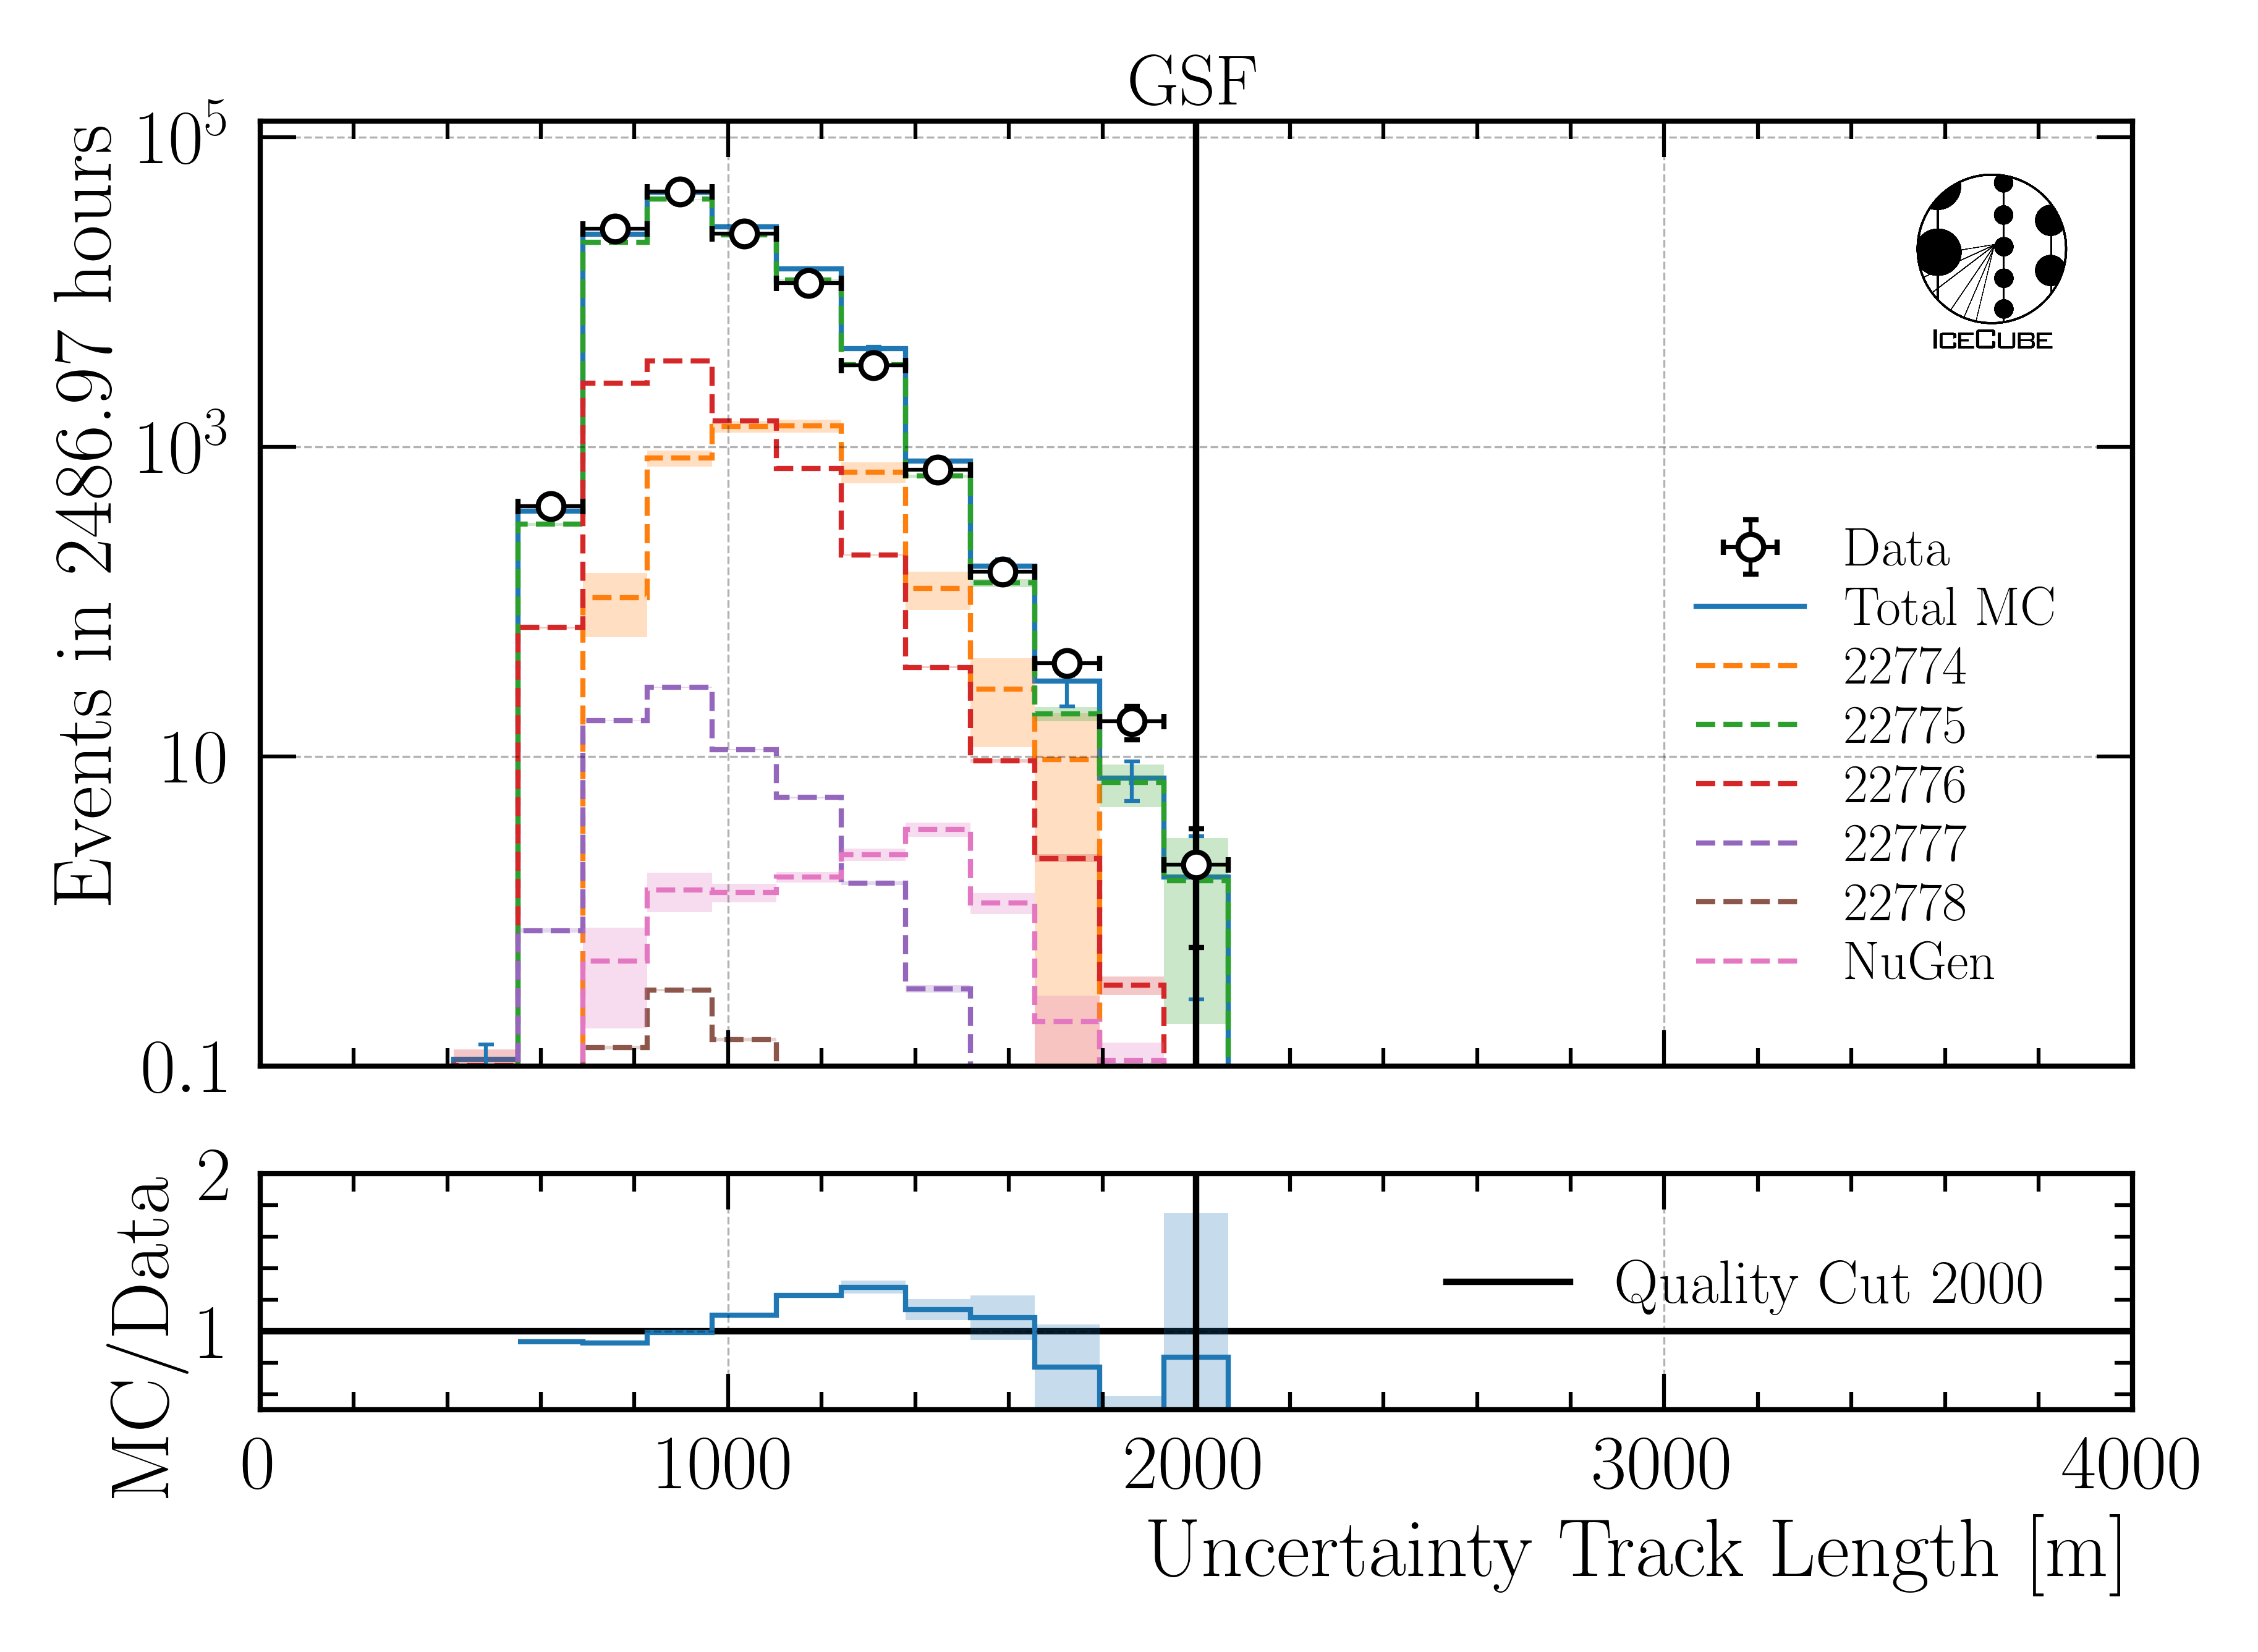 GSF
10^5
10^3
10
0.1
Events in 2486.97 hours
ICECUBE
Data
Total MC
22774
22775
22776
22777
22778
NuGen
2
1
MC/Data
Quality Cut 2000
0 1000 2000 3000 4000
Uncertainty Track Length [m]